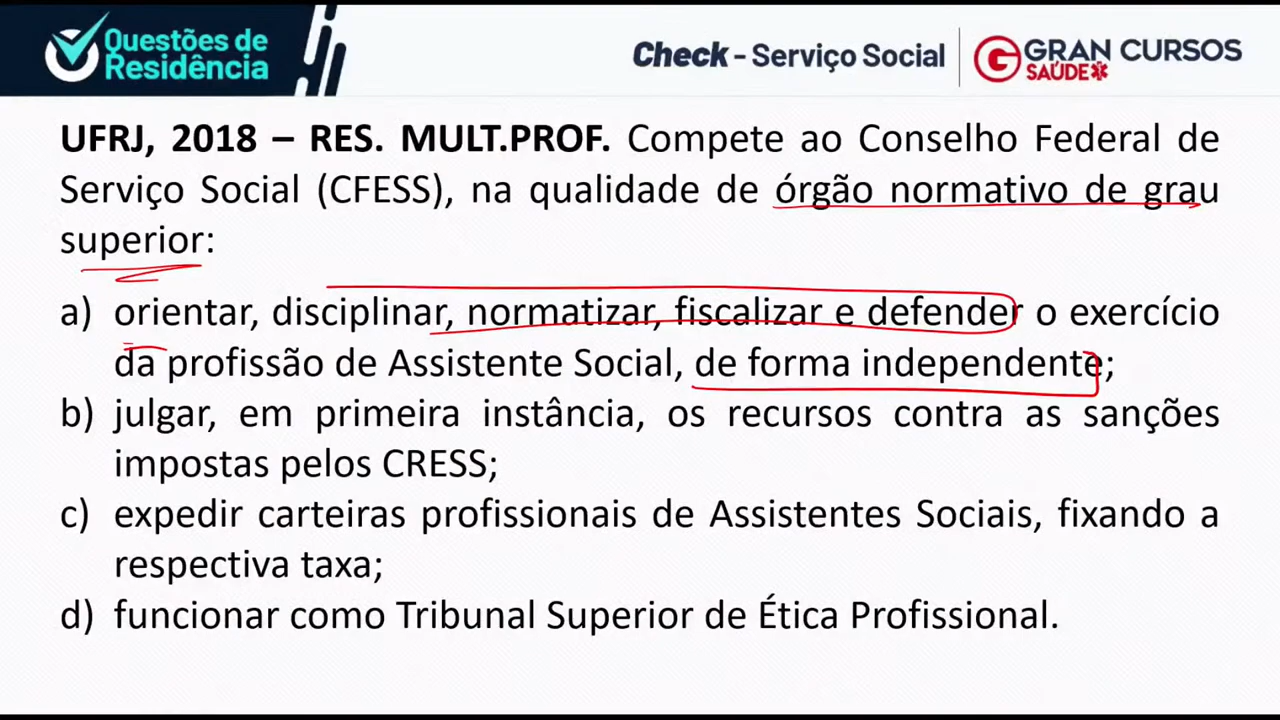 Questões de
Residência
Check - Serviço Social
GRAN CURSOS
SAÚDE
UFRJ, 2018 – RES. MULT.PROF. Compete ao Conselho Federal de
Serviço Social (CFESS), na qualidade de órgão normativo de grau
superior:
a) orientar, disciplinar, normatizar, fiscalizar e defender o exercício
da profissão de Assistente Social, de forma independente;
b) julgar, em primeira instância, os recursos contra as sanções
impostas pelos CRESS;
c) expedir carteiras profissionais de Assistentes Sociais, fixando a
respectiva taxa;
d) funcionar como Tribunal Superior de Ética Profissional.